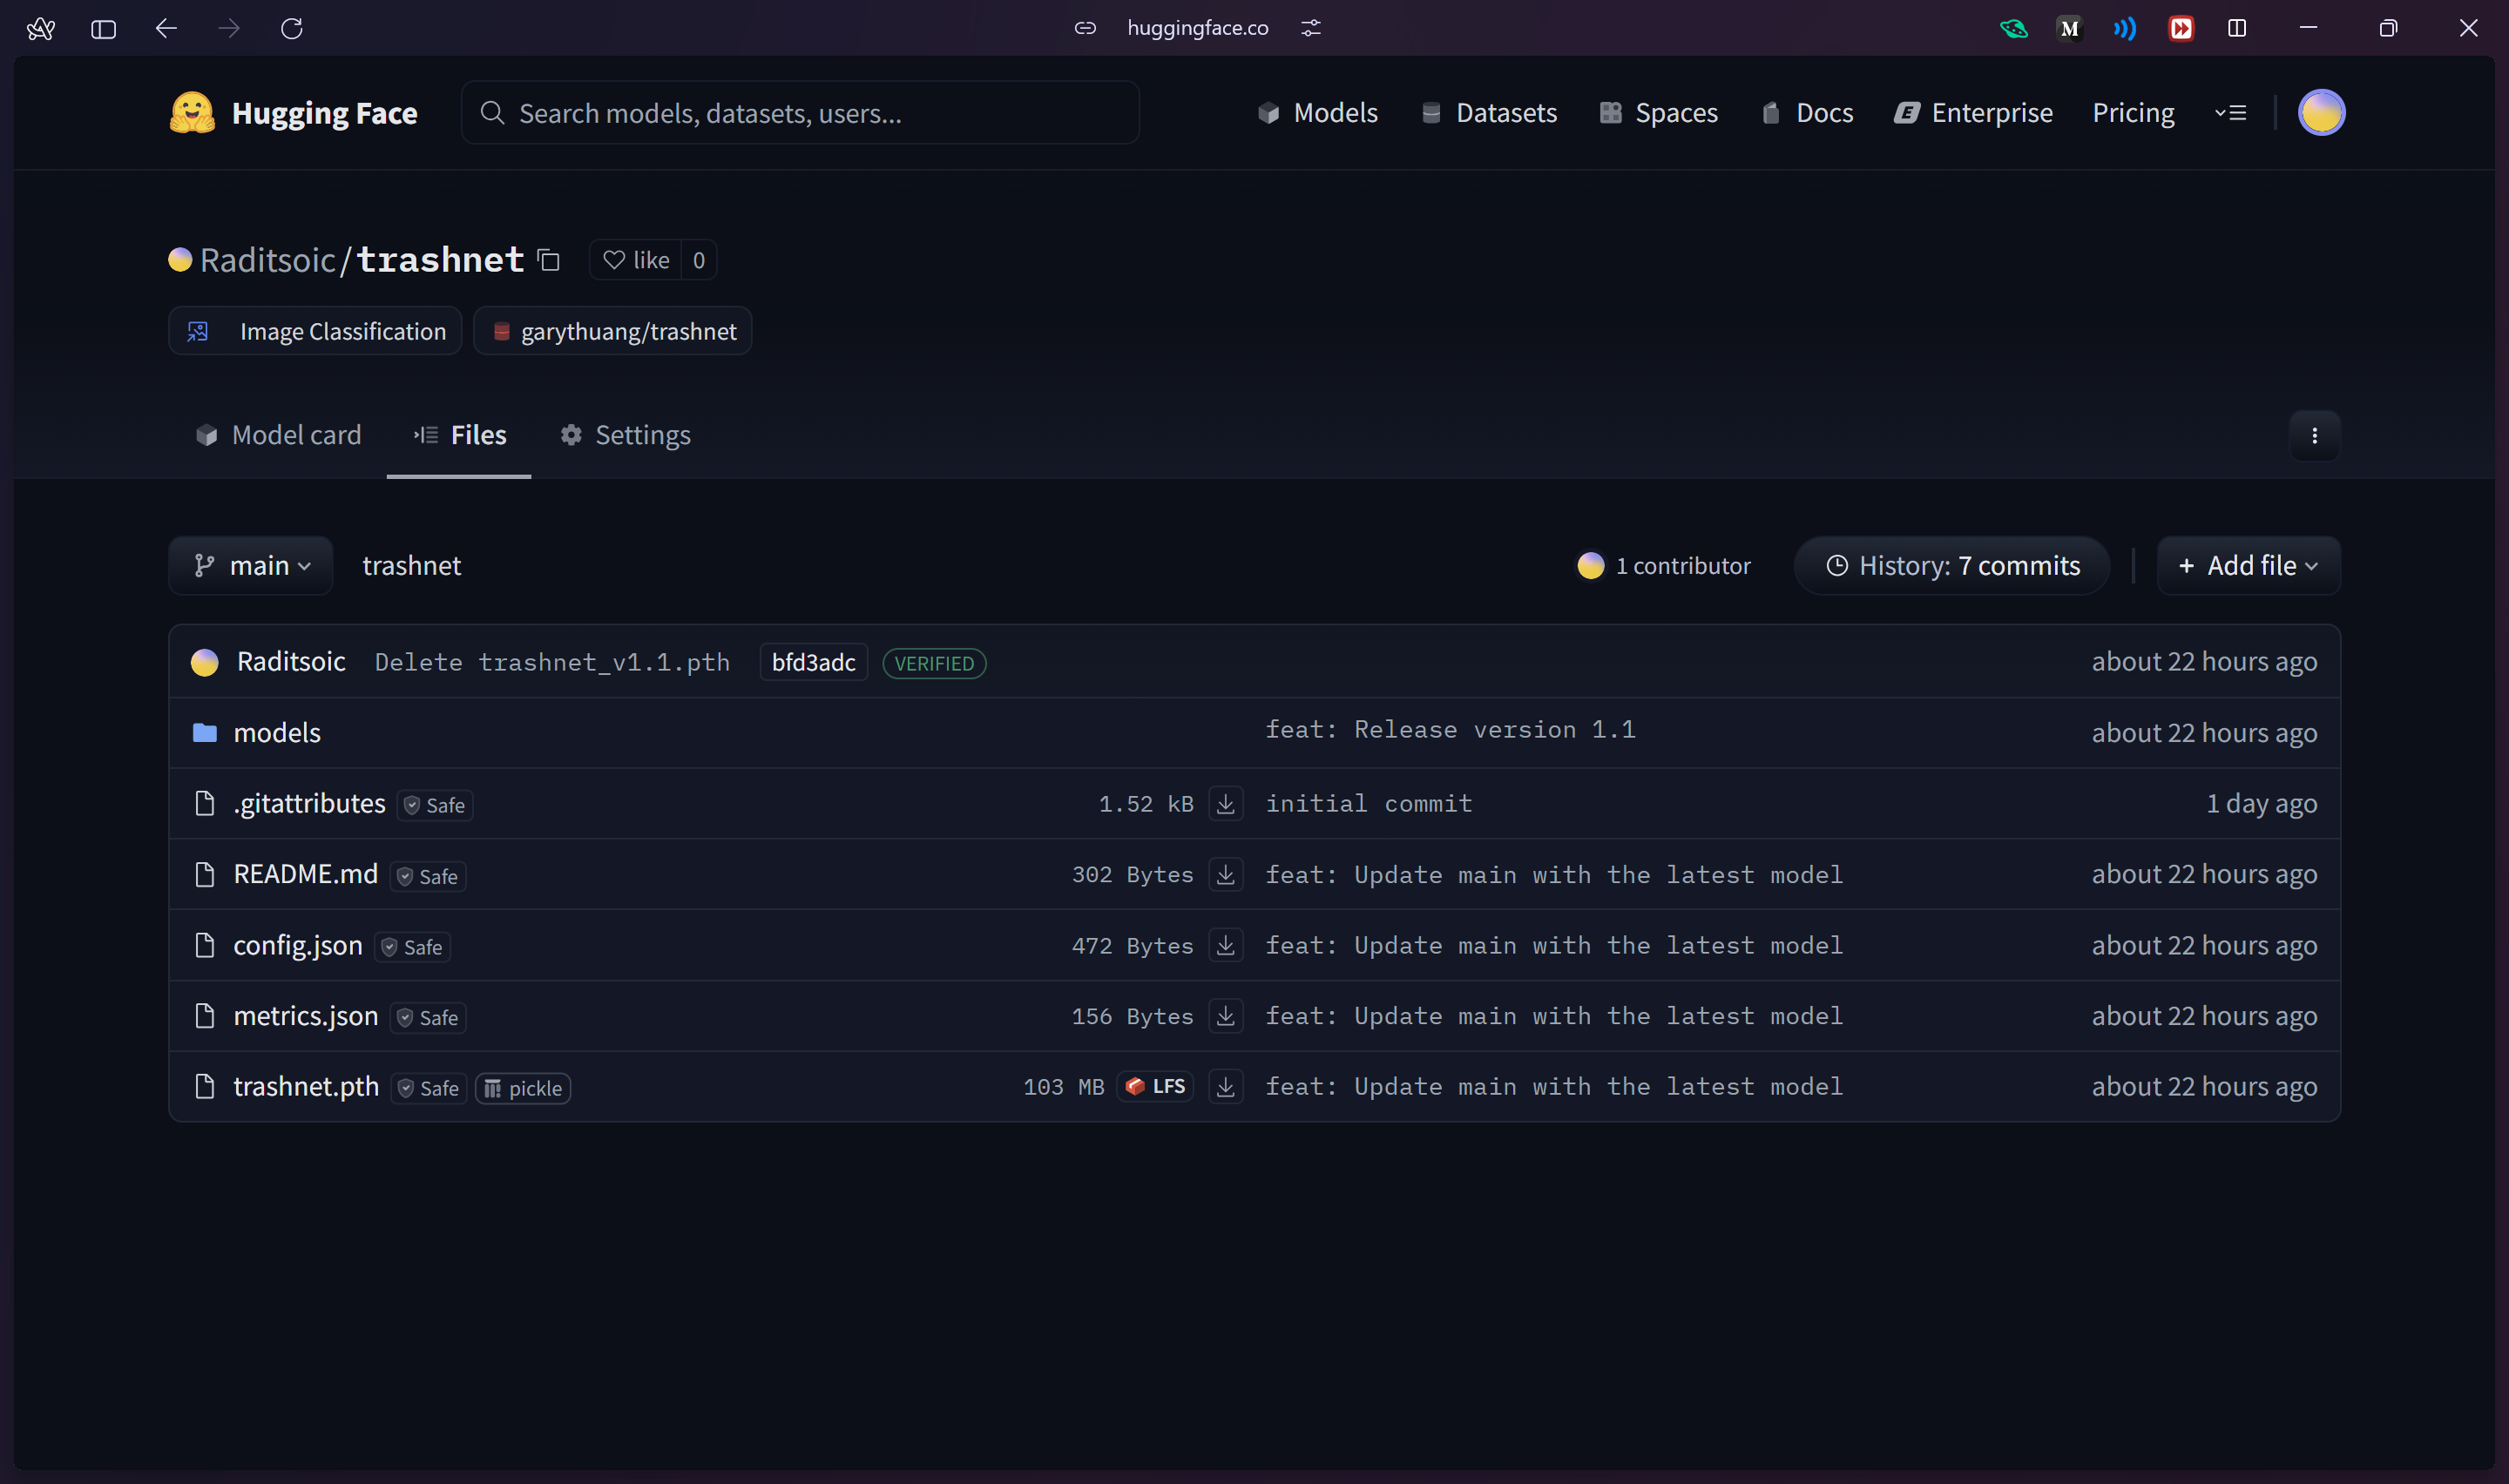 huggingface.co
M
Hugging Face
Search models, datasets, users...
Models
Datasets
Spaces
Docs
E Enterprise
Pricing
Raditsoic/trashnet
like 0
Image Classification
garythuang/trashnet
Model card
Files
Settings
main
trashnet
1 contributor
History: 7 commits
+ Add file
Raditsoic Delete trashnet_v1.1.pth bfd3adc VERIFIED about 22 hours ago
models feat: Release version 1.1 about 22 hours ago
.gitattributes Safe 1.52 kB initial commit 1 day ago
README.md Safe 302 Bytes feat: Update main with the latest model about 22 hours ago
config.json Safe 472 Bytes feat: Update main with the latest model about 22 hours ago
metrics.json Safe 156 Bytes feat: Update main with the latest model about 22 hours ago
trashnet.pth Safe pickle 103 MB LFS feat: Update main with the latest model about 22 hours ago